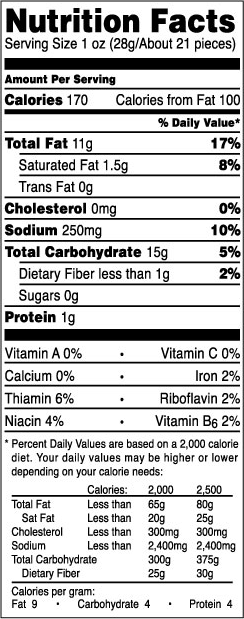 Nutrition Facts
Serving Size 1 oz (28g/About 21 pieces)
Amount Per Serving
Calories 170 Calories from Fat 100
% Daily Value*
Total Fat 11g 17%
Saturated Fat 1.5g 8%
Trans Fat 0g
Cholesterol 0mg 0%
Sodium 250mg 10%
Total Carbohydrate 15g 5%
Dietary Fiber less than 1g 2%
Sugars 0g
Protein 1g
Vitamin A 0% • Vitamin C 0%
Calcium 0% • Iron 2%
Thiamin 6% • Riboflavin 2%
Niacin 4% • Vitamin B6 2%
* Percent Daily Values are based on a 2,000 calorie
diet. Your daily values may be higher or lower
depending on your calorie needs:
Calories: 2,000 2,500
Total Fat Less than 65g 80g
Sat Fat Less than 20g 25g
Cholesterol Less than 300mg 300mg
Sodium Less than 2,400mg 2,400mg
Total Carbohydrate 300g 375g
Dietary Fiber 25g 30g
Calories per gram:
Fat 9 • Carbohydrate 4 • Protein 4